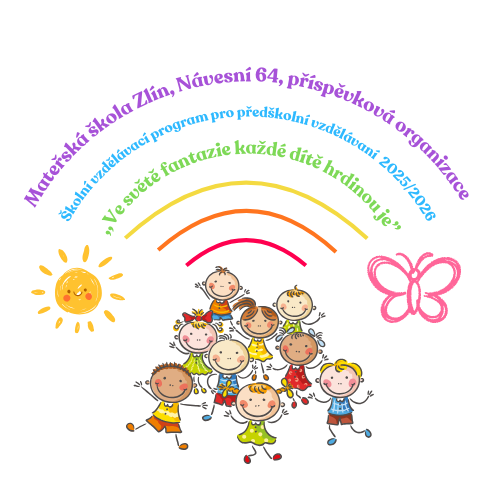 Mateřská škola Zlín, Návesní 64, příspěvková organizace
Školní vzdělávací program pro předškolní vzdělávaní 2025/2026
„Ve světě fantazie každé dítě hrdinou je”